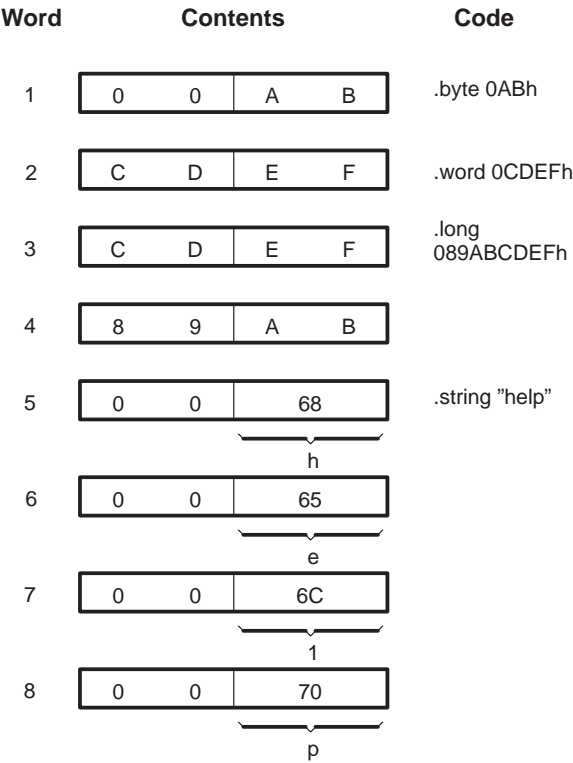 Word Contents Code
1 0 0 A B .byte 0ABh
2 C D E F .word 0CDEFh
3 C D E F .long
089ABCDEFh
4 8 9 A B
5 0 0 68 .string ”help”
h
6 0 0 65
e
7 0 0 6C
1
8 0 0 70
p